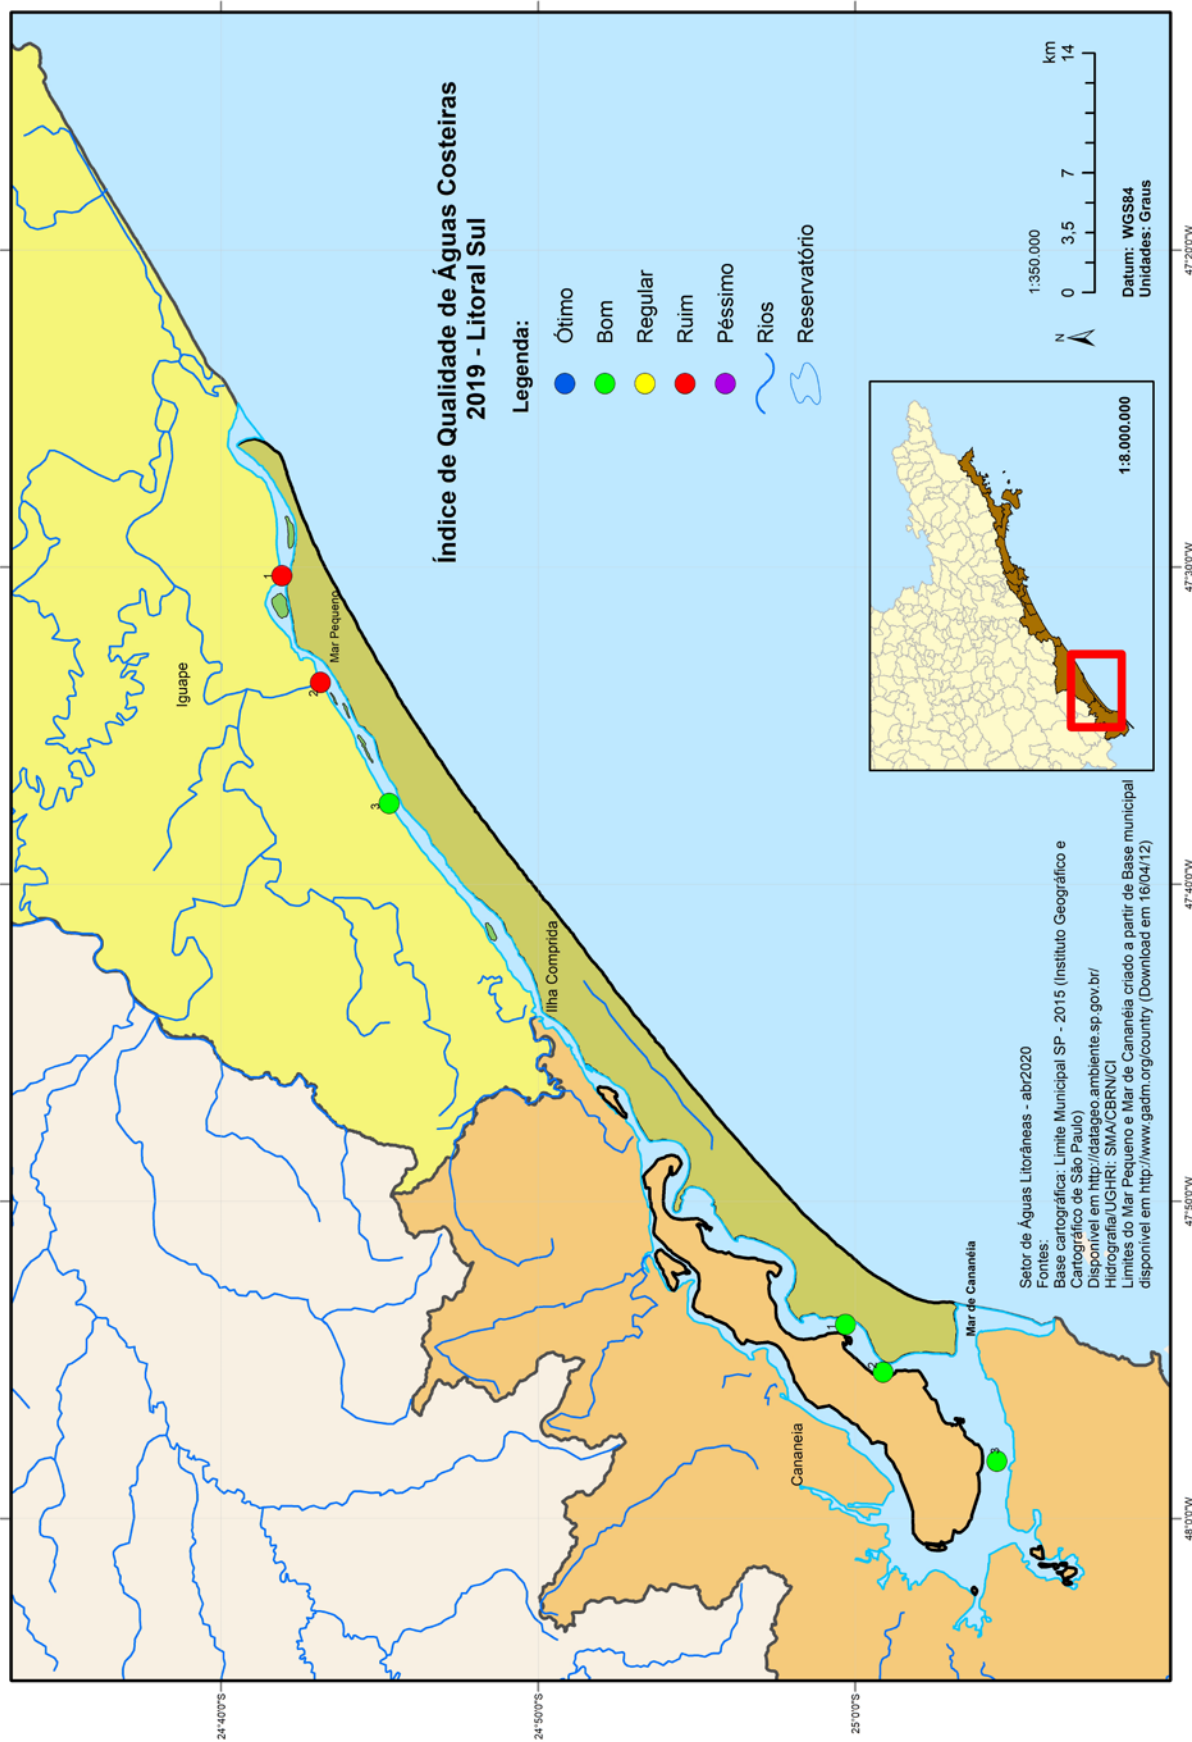 Índice de Qualidade de Águas Costeiras
2019 - Litoral Sul
Legenda:
Ótimo
Bom
Regular
Ruim
Péssimo
Rios
Reservatório
1:350.000
N
km
0
3,5
7
14
Datum: WGS84
Unidades: Graus
1:8.000.000
Iguape
1
Mar Pequeno
2
3
Ilha Comprida
Cananeia
1
2
3
Mar de Cananéia
Setor de Águas Litorâneas - abr2020
Fontes:
Base cartográfica: Limite Municipal SP - 2015 (Instituto Geográfico e
Cartográfico de São Paulo)
Disponível em http://datageo.ambiente.sp.gov.br/
Hidrografia/UGHRI: SMA/CBRN/CI
Limites do Mar Pequeno e Mar de Cananéia criado a partir de Base municipal
disponível em http://www.gadm.org/country (Download em 16/04/12)
24°40'0"S
24°50'0"S
25°0'0"S
48°0'0"W
47°50'0"W
47°40'0"W
47°30'0"W
47°20'0"W